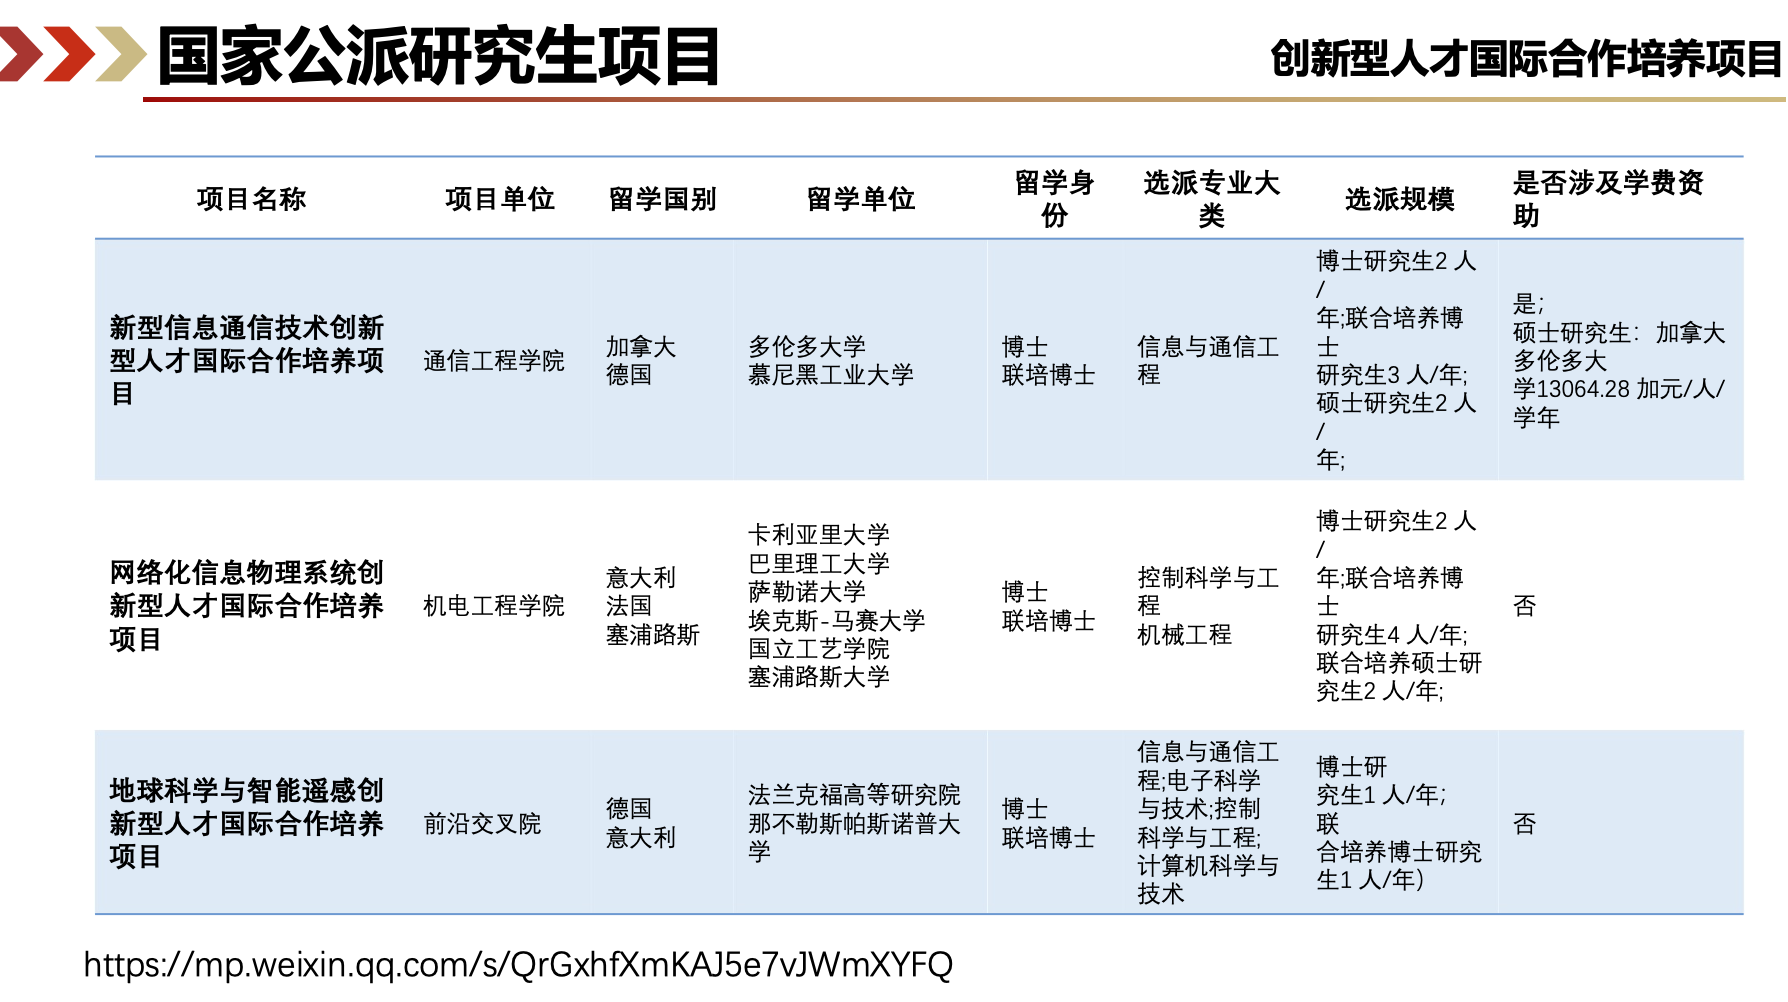 国家公派研究生项目
创新型人才国际合作培养项目
项目名称
项目单位
留学国别
留学单位
留学身
份
选派专业大
类
选派规模
是否涉及学费资
助
新型信息通信技术创新
型人才国际合作培养项
目
通信工程学院
加拿大
德国
多伦多大学
慕尼黑工业大学
博士
联培博士
信息与通信工
程
博士研究生2 人
/
年;联合培养博
士
研究生3 人/年;
硕士研究生2 人
/
年;
是；
硕士研究生：加拿大
多伦多大
学13064.28 加元/人/
学年
网络化信息物理系统创
新型人才国际合作培养
项目
机电工程学院
意大利
法国
塞浦路斯
卡利亚里大学
巴里理工大学
萨勒诺大学
埃克斯-马赛大学
国立工艺学院
塞浦路斯大学
博士
联培博士
控制科学与工
程
机械工程
博士研究生2 人
/
年;联合培养博
士
研究生4 人/年;
联合培养硕士研
究生2 人/年;
否
地球科学与智能遥感创
新型人才国际合作培养
项目
前沿交叉院
德国
意大利
法兰克福高等研究院
那不勒斯帕斯诺普大
学
博士
联培博士
信息与通信工
程;电子科学
与技术;控制
科学与工程;
计算机科学与
技术
博士研
究生1 人/年；
联
合培养博士研究
生1 人/年）
否
https://mp.weixin.qq.com/s/QrGxhfXmKAJ5e7vJWmXYFQ